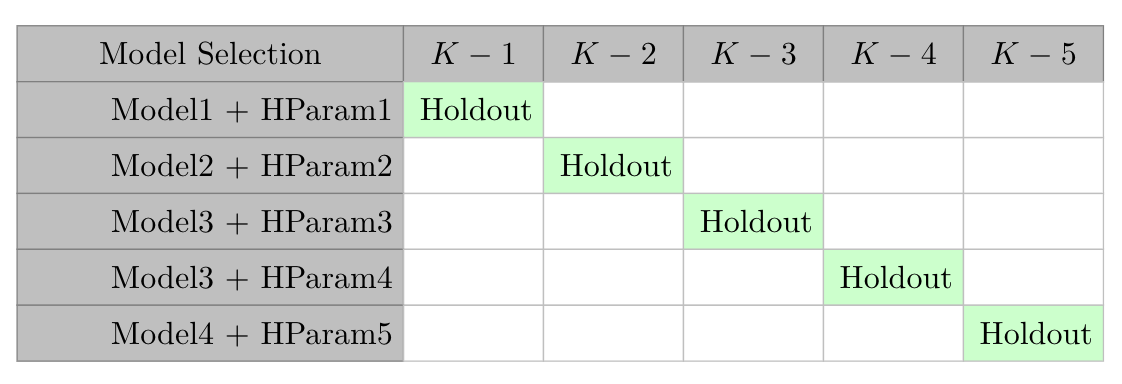 Model Selection K − 1 K − 2 K − 3 K − 4 K − 5
Model1 + HParam1 Holdout
Model2 + HParam2 Holdout
Model3 + HParam3 Holdout
Model3 + HParam4 Holdout
Model4 + HParam5 Holdout